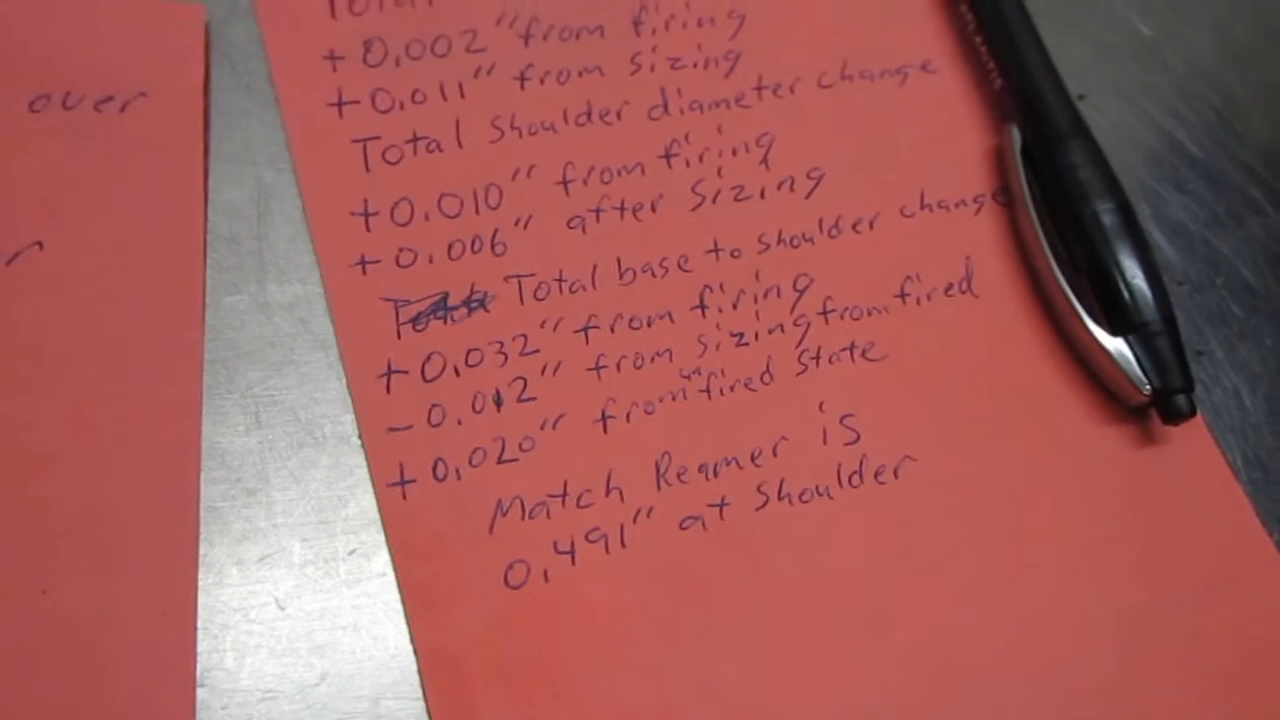 over
Total
+0.002" from firing
+0.011" from sizing
Total Shoulder diameter change
+0.010" from firing
+0.006" after sizing
Total base to shoulder change
+0.032" from firing
-0.012" from sizing from fired
+0.020" from "un" fired state
Match Reamer is
0.491" at Shoulder